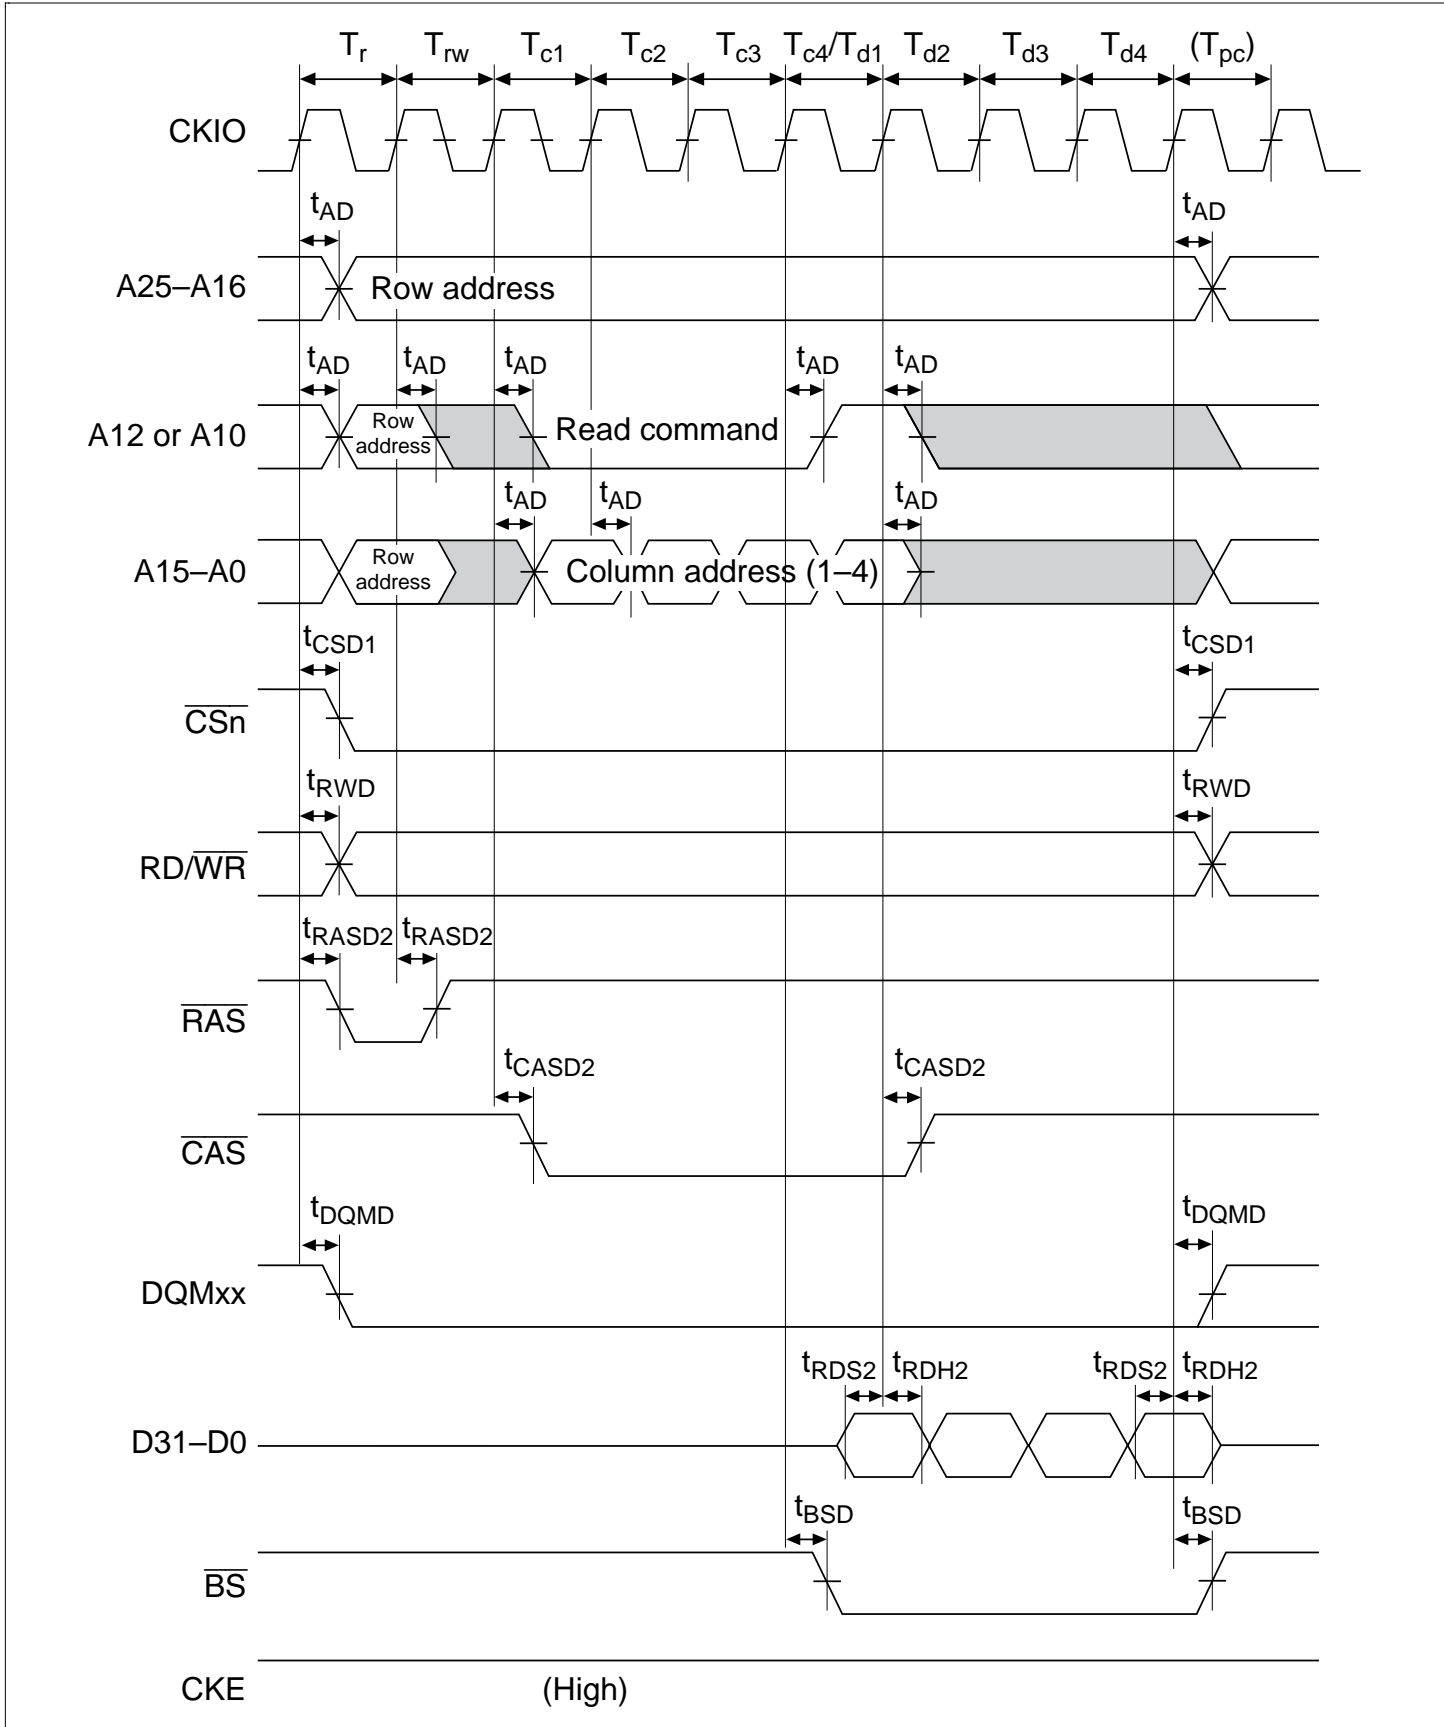 Tr Trw Tc1 Tc2 Tc3 Tc4/Td1 Td2 Td3 Td4 (Tpc)
CKIO
tAD tAD
A25–A16 Row address
tAD tAD tAD tAD tAD
A12 or A10 Row address Read command
tAD tAD tAD
A15–A0 Row address Column address (1–4)
tCSD1 tCSD1
CSn
tRWD tRWD
RD/WR
tRASD2 tRASD2
RAS
tCASD2 tCASD2
CAS
tDQMD tDQMD
DQMxx
tRDS2 tRDH2 tRDS2 tRDH2
D31–D0
tBSD tBSD
BS
CKE (High)